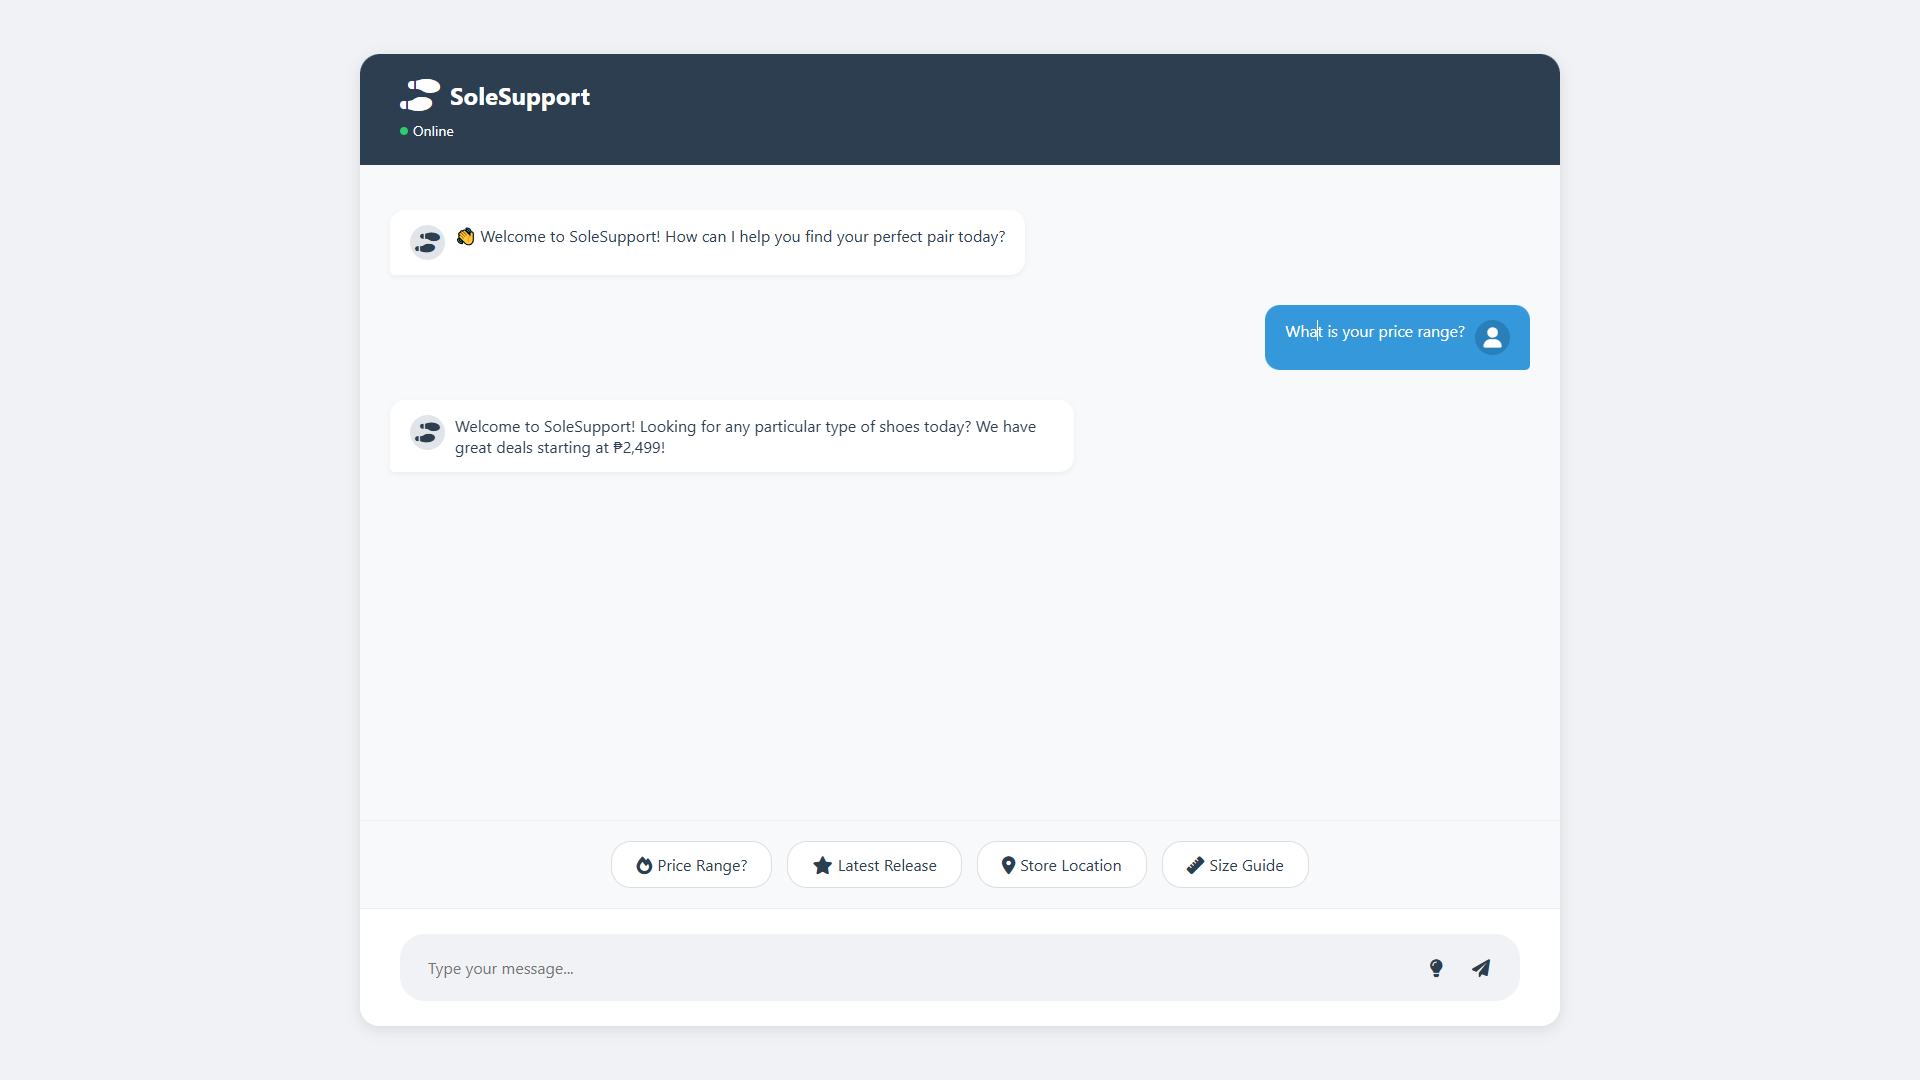 SoleSupport
Online
👋 Welcome to SoleSupport! How can I help you find your perfect pair today?
What is your price range?
Welcome to SoleSupport! Looking for any particular type of shoes today? We have
great deals starting at ₱2,499!
Price Range?
Latest Release
Store Location
Size Guide
Type your message...